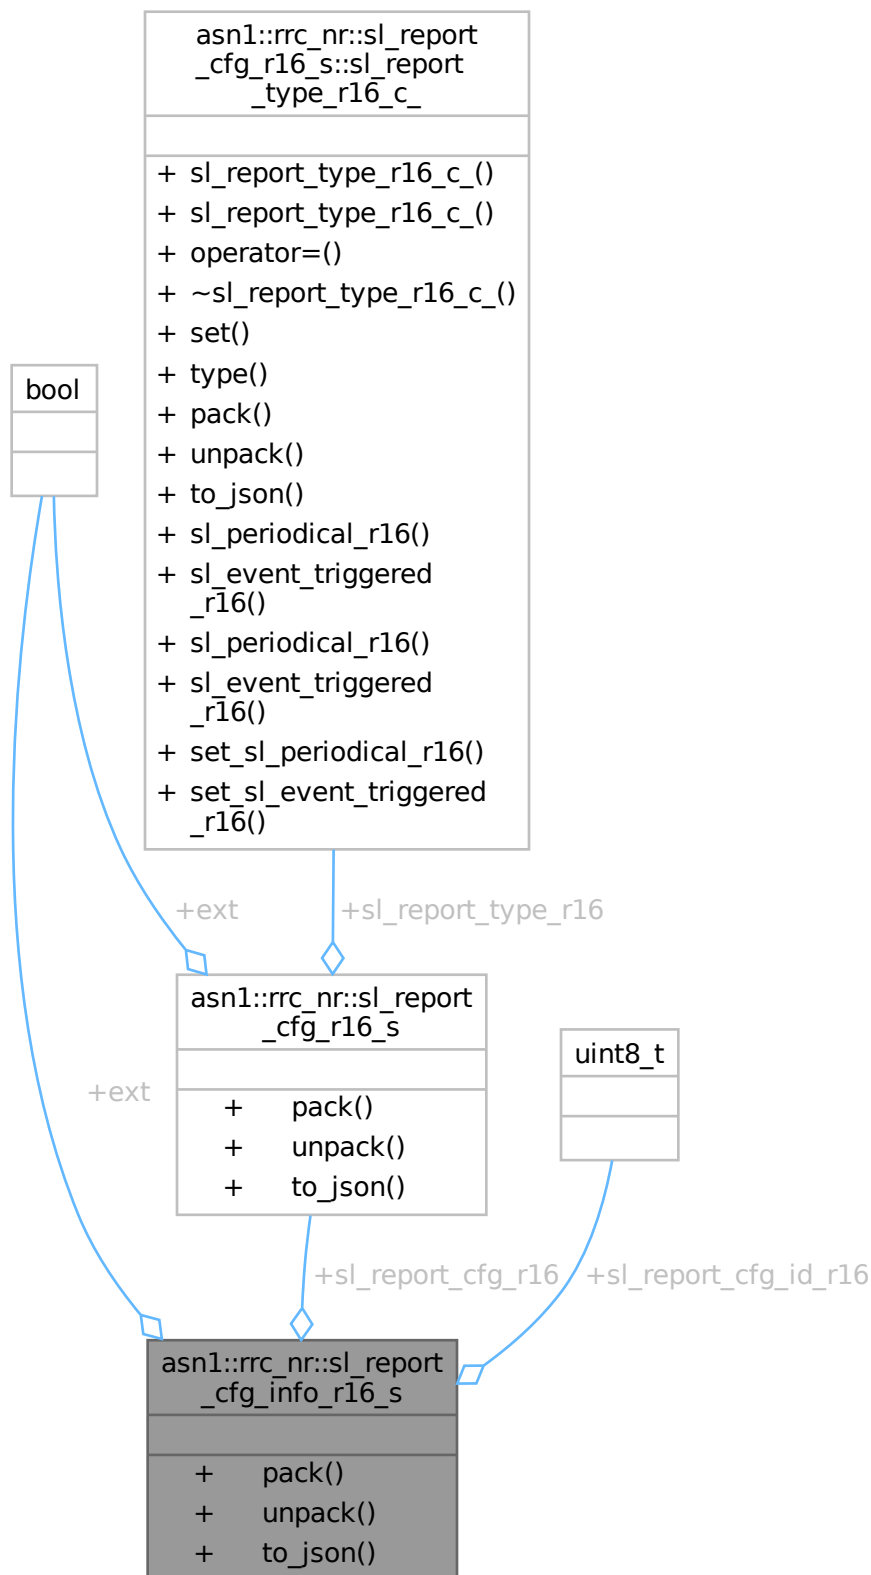 asn1::rrc_nr::sl_report
_cfg_r16_s::sl_report
_type_r16_c_
+ sl_report_type_r16_c_()
+ sl_report_type_r16_c_()
+ operator=()
+ ~sl_report_type_r16_c_()
+ set()
+ type()
+ pack()
+ unpack()
+ to_json()
+ sl_periodical_r16()
+ sl_event_triggered
_r16()
+ sl_periodical_r16()
+ sl_event_triggered
_r16()
+ set_sl_periodical_r16()
+ set_sl_event_triggered
_r16()
bool
+ext
+sl_report_type_r16
asn1::rrc_nr::sl_report
_cfg_r16_s
+ pack()
+ unpack()
+ to_json()
uint8_t
+ext
+sl_report_cfg_r16
+sl_report_cfg_id_r16
asn1::rrc_nr::sl_report
_cfg_info_r16_s
+ pack()
+ unpack()
+ to_json()